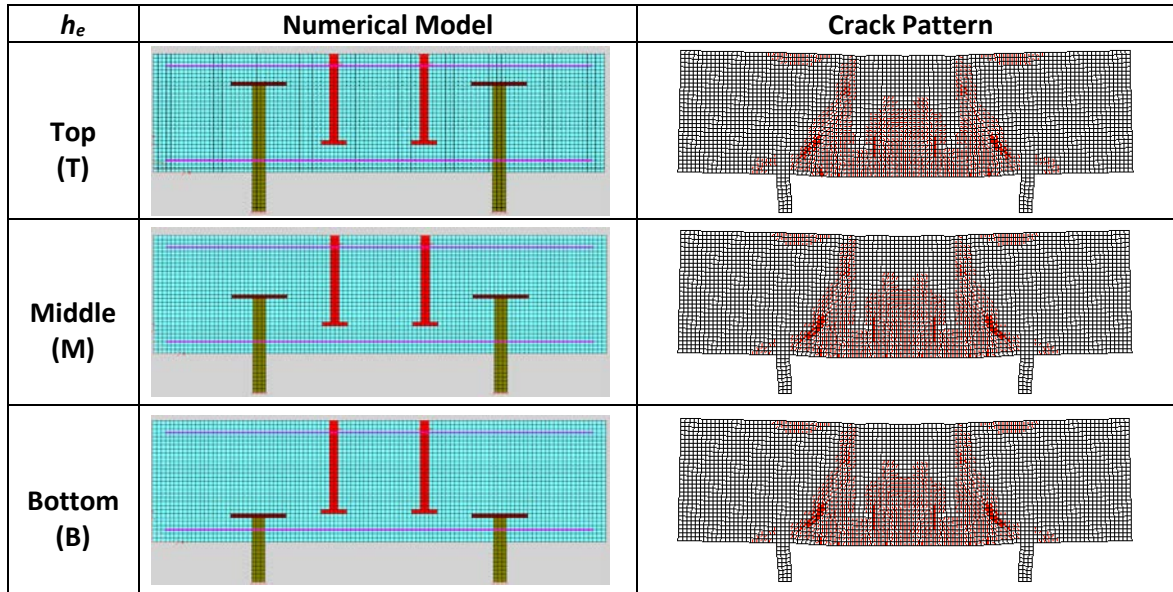 he Numerical Model Crack Pattern
Top
(T)
Middle
(M)
Bottom
(B)